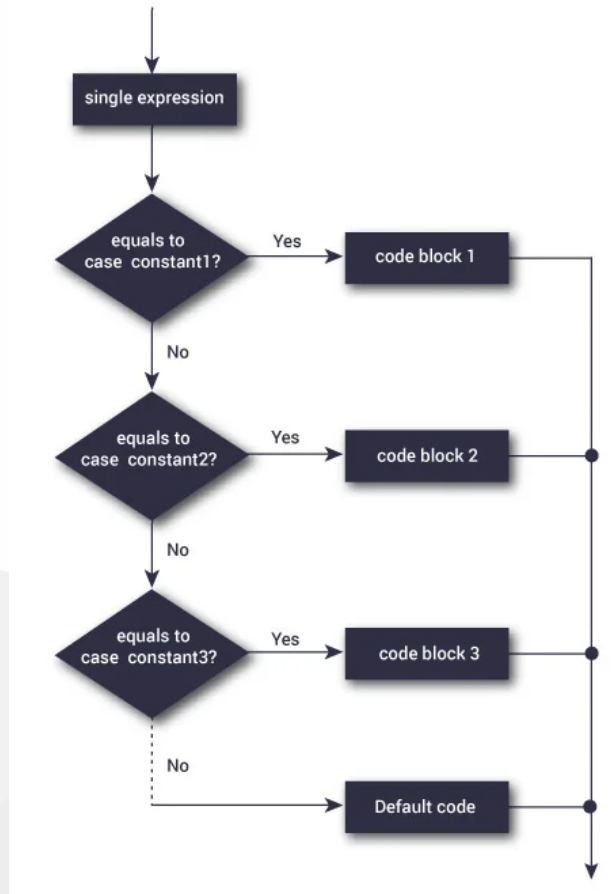 single expression
equals to
case constant1?
Yes
code block 1
No
equals to
case constant2?
Yes
code block 2
No
equals to
case constant3?
Yes
code block 3
No
Default code